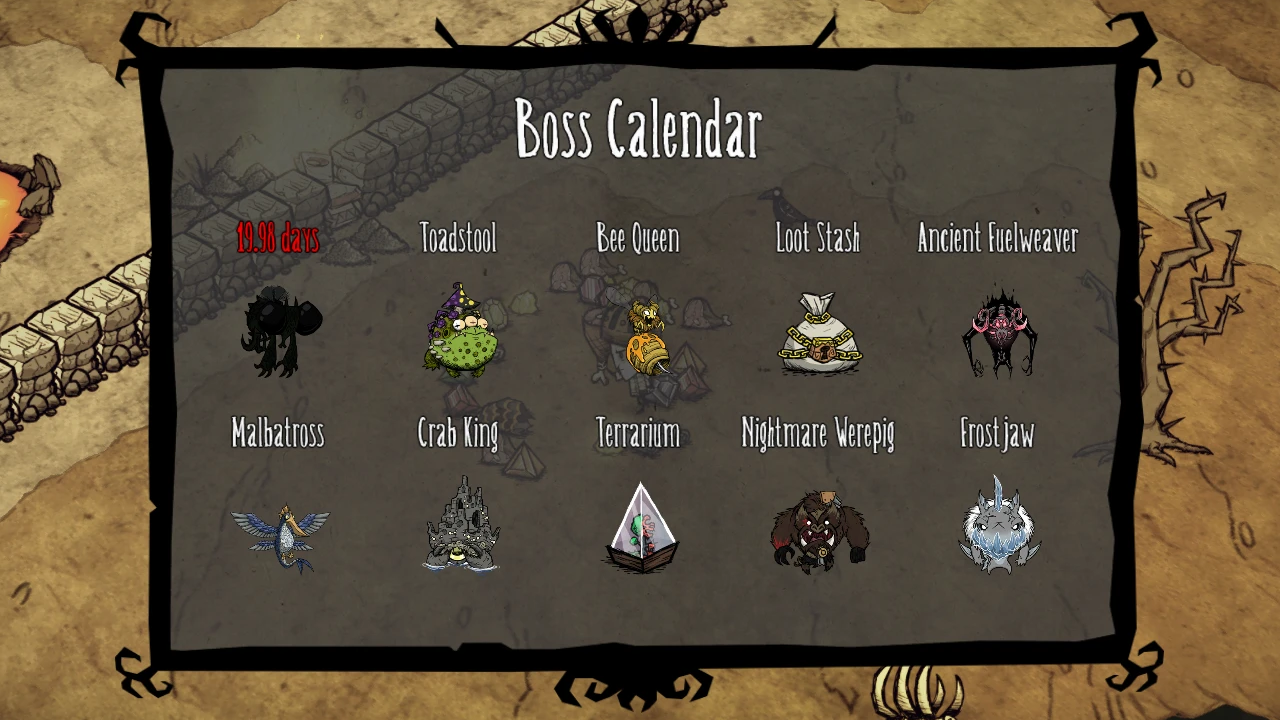 Boss Calendar
19.98 days
Toadstool
Bee Queen
Loot Stash
Ancient Fuelweaver
Malbatross
Crab King
Terrarium
Nightmare Werepig
Frostjaw